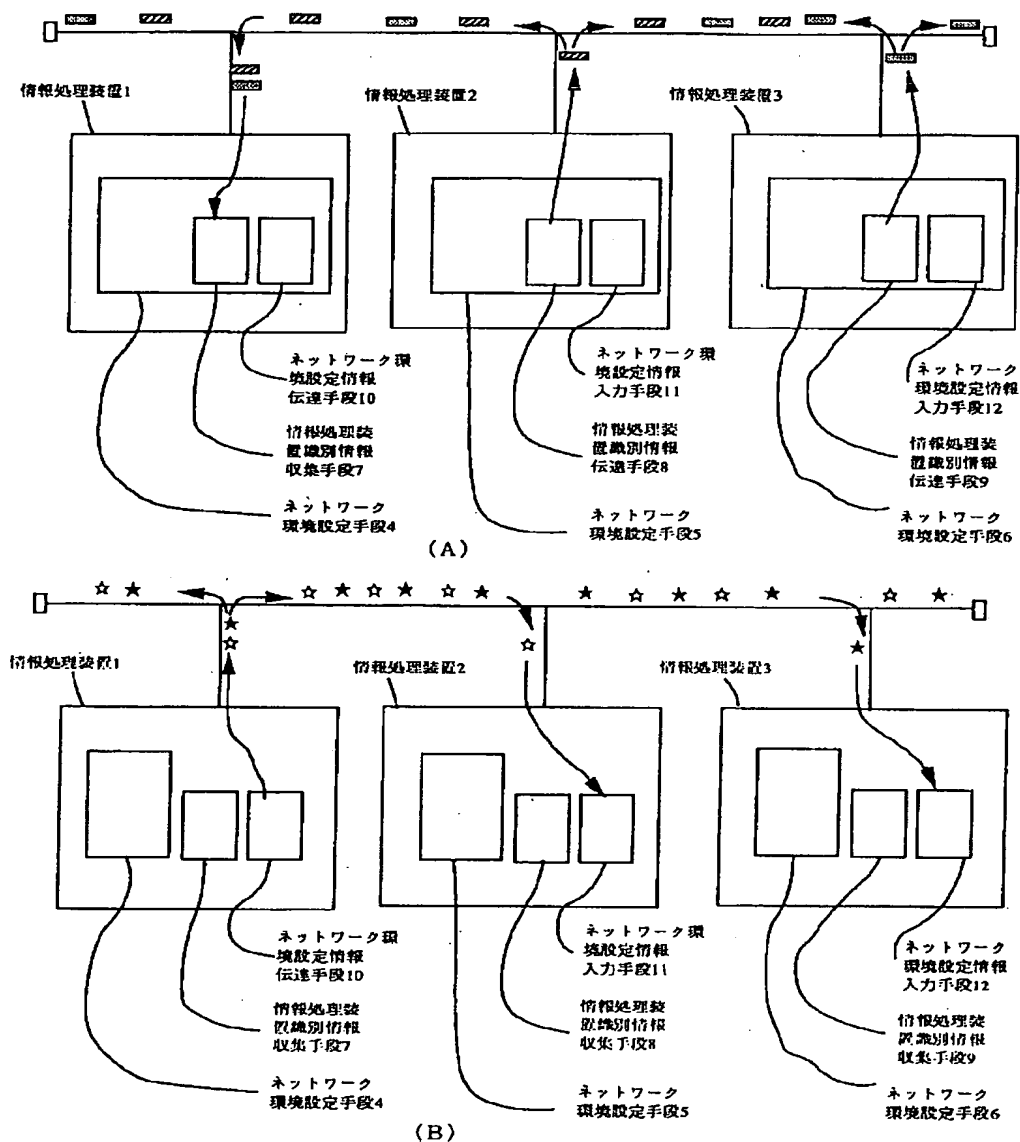 情報処理装置1
情報処理装置2
情報処理装置3
ネットワーク環
境設定情報
伝達手段10
情報処理装
置識別情報
収集手段7
ネットワーク
環境設定手段4
ネットワーク環
境設定情報
入力手段11
情報処理装
置識別情報
伝達手段8
ネットワーク
環境設定手段5
ネットワーク
環境設定情報
入力手段12
情報処理装
置識別情報
伝達手段9
ネットワーク
環境設定手段6
(A)
情報処理装置1
情報処理装置2
情報処理装置3
ネットワーク環
境設定情報
伝達手段10
情報処理装
置識別情報
収集手段7
ネットワーク
環境設定手段4
ネットワーク環
境設定情報
入力手段11
情報処理装
置識別情報
収集手段8
ネットワーク
環境設定手段5
ネットワーク
環境設定情報
入力手段12
情報処理装
置識別情報
収集手段9
ネットワーク
環境設定手段6
(B)